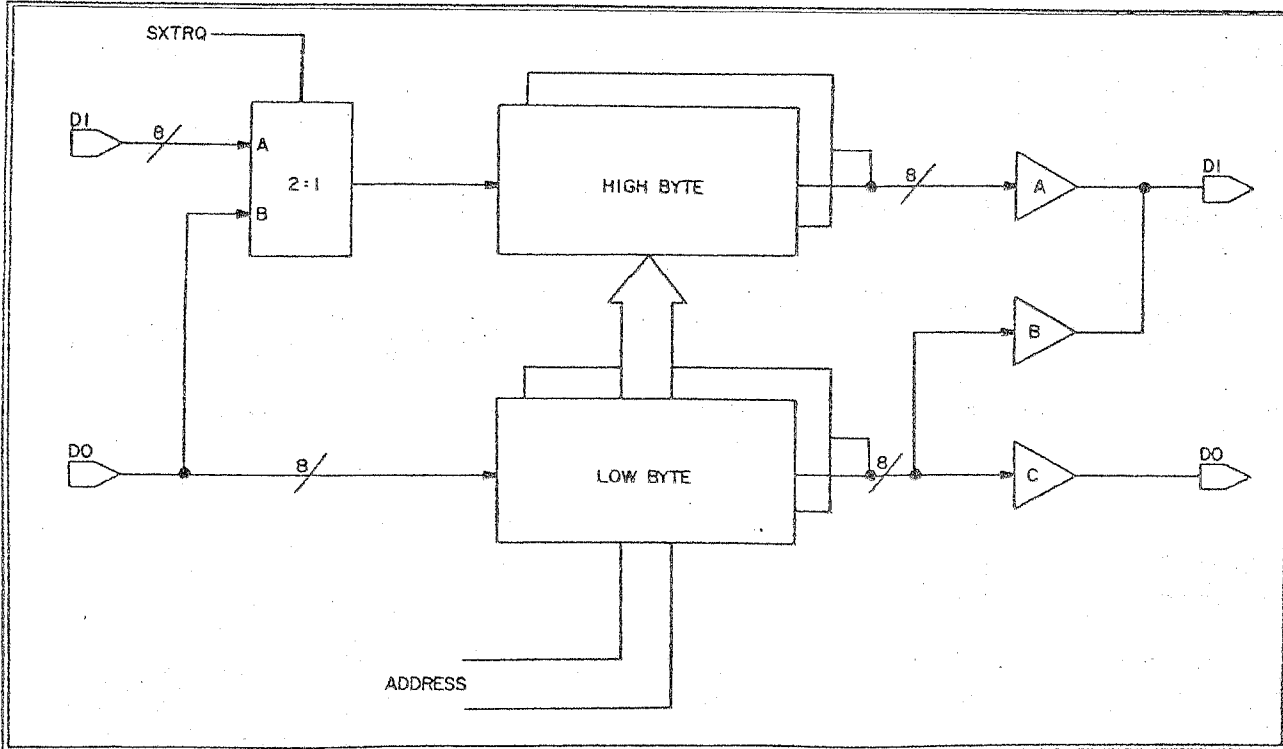 SXTRQ
DI
8
A
2:1
B
HIGH BYTE
8
A
DI
B
DO
8
LOW BYTE
8
C
DO
ADDRESS